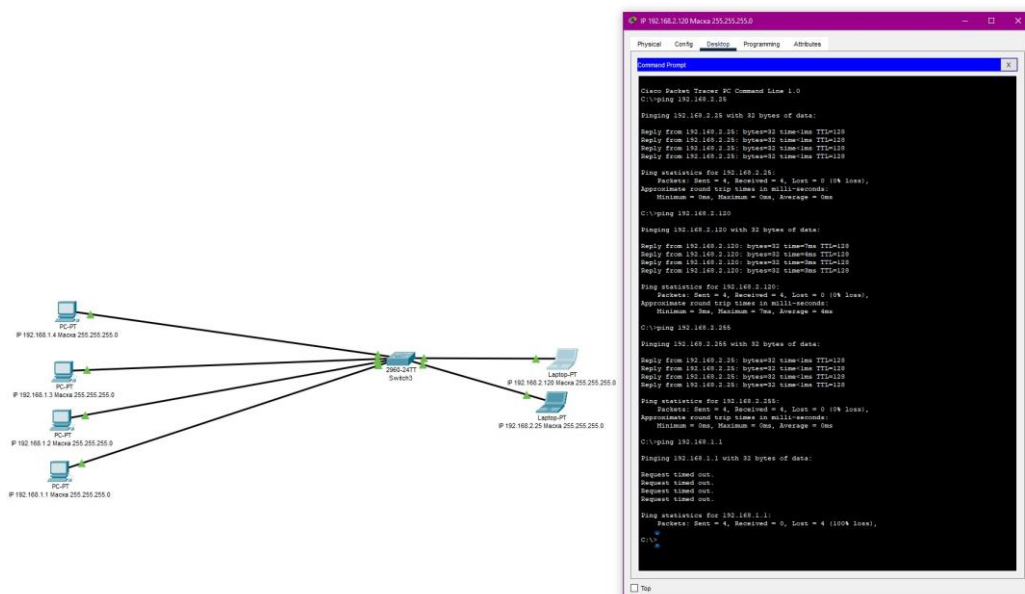 PC-PT
IP 192.168.1.4 Маска 255.255.255.0
PC-PT
IP 192.168.1.3 Маска 255.255.255.0
PC-PT
IP 192.168.1.2 Маска 255.255.255.0
PC-PT
IP 192.168.1.1 Маска 255.255.255.0
2960-24TT
Switch3
Laptop-PT
IP 192.168.2.120 Маска 255.255.255.0
Laptop-PT
IP 192.168.2.25 Маска 255.255.255.0
IP 192.168.2.120 Маска 255.255.255.0
Physical Config Desktop Programming Attributes
Command Prompt X
Cisco Packet Tracer PC Command Line 1.0
C:\>ping 192.168.2.25
Pinging 192.168.2.25 with 32 bytes of data:
Reply from 192.168.2.25: bytes=32 time<1ms TTL=128
Reply from 192.168.2.25: bytes=32 time<1ms TTL=128
Reply from 192.168.2.25: bytes=32 time<1ms TTL=128
Reply from 192.168.2.25: bytes=32 time<1ms TTL=128
Ping statistics for 192.168.2.25:
Packets: Sent = 4, Received = 4, Lost = 0 (0% loss),
Approximate round trip times in milli-seconds:
Minimum = 0ms, Maximum = 0ms, Average = 0ms
C:\>ping 192.168.2.120
Pinging 192.168.2.120 with 32 bytes of data:
Reply from 192.168.2.120: bytes=32 time=7ms TTL=128
Reply from 192.168.2.120: bytes=32 time=4ms TTL=128
Reply from 192.168.2.120: bytes=32 time=3ms TTL=128
Reply from 192.168.2.120: bytes=32 time=3ms TTL=128
Ping statistics for 192.168.2.120:
Packets: Sent = 4, Received = 4, Lost = 0 (0% loss),
Approximate round trip times in milli-seconds:
Minimum = 3ms, Maximum = 7ms, Average = 4ms
C:\>ping 192.168.2.255
Pinging 192.168.2.255 with 32 bytes of data:
Reply from 192.168.2.25: bytes=32 time<1ms TTL=128
Reply from 192.168.2.25: bytes=32 time<1ms TTL=128
Reply from 192.168.2.25: bytes=32 time<1ms TTL=128
Reply from 192.168.2.25: bytes=32 time<1ms TTL=128
Ping statistics for 192.168.2.255:
Packets: Sent = 4, Received = 4, Lost = 0 (0% loss),
Approximate round trip times in milli-seconds:
Minimum = 0ms, Maximum = 0ms, Average = 0ms
C:\>ping 192.168.1.1
Pinging 192.168.1.1 with 32 bytes of data:
Request timed out.
Request timed out.
Request timed out.
Request timed out.
Ping statistics for 192.168.1.1:
Packets: Sent = 4, Received = 0, Lost = 4 (100% loss),
C:\>
Top